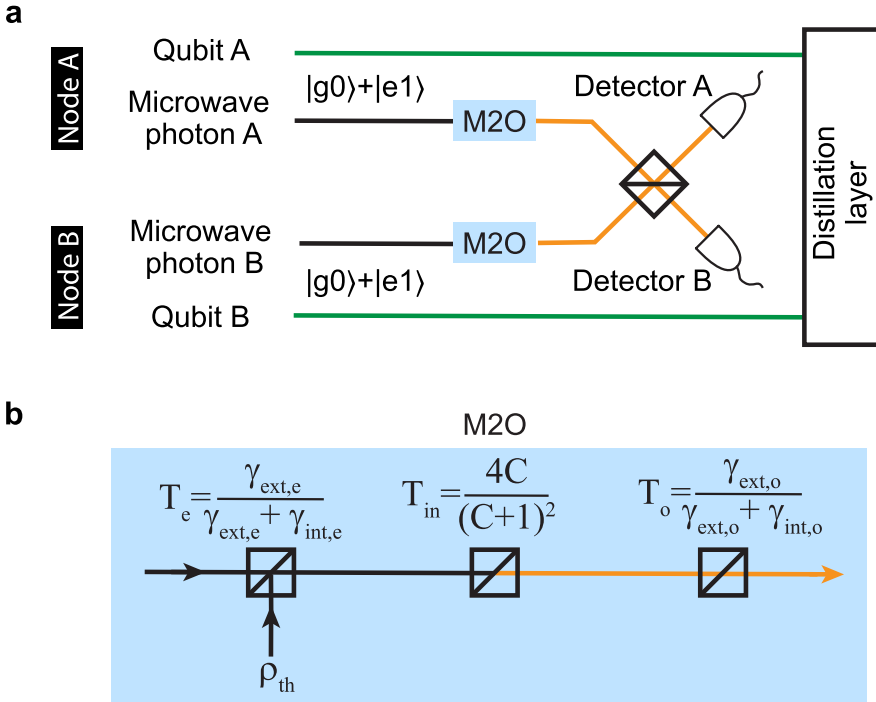 a
Node A
Qubit A
Microwave
photon A
|g0⟩+|e1⟩
M2O
Detector A
Node B
Microwave
photon B
|g0⟩+|e1⟩
M2O
Detector B
Qubit B
Distillation
layer
b
M2O
T_e = γ_ext,e / (γ_ext,e + γ_int,e)
T_in = 4C / (C+1)²
T_o = γ_ext,o / (γ_ext,o + γ_int,o)
ρ_th